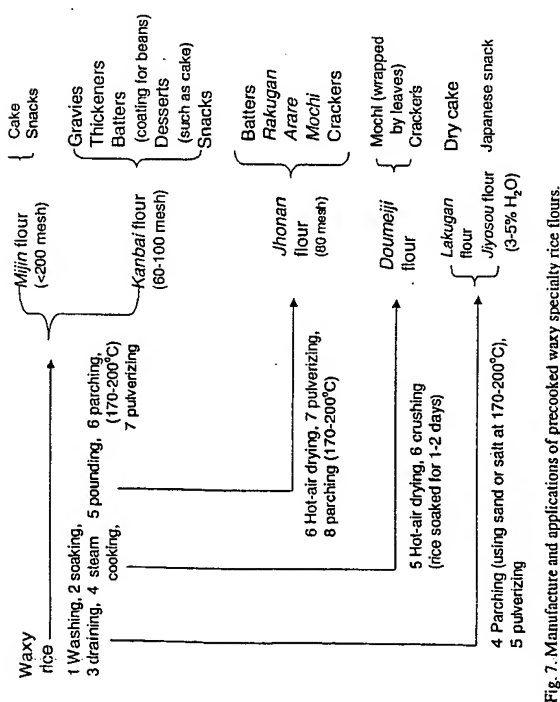 Waxy
rice
1 Washing, 2 soaking,
3 draining, 4 steam
cooking,
5 pounding, 6 parching,
(170-200°C)
7 pulverizing
Mijin flour
(<200 mesh)
Kanbai flour
(60-100 mesh)
Cake
Snacks
Gravies
Thickeners
Batters
(coating for beans)
Desserts
(such as cake)
Snacks
6 Hot-air drying, 7 pulverizing,
8 parching (170-200°C)
Jhonan
flour
(80 mesh)
Batters
Rakugan
Arare
Mochi
Crackers
5 Hot-air drying, 6 crushing
(rice soaked for 1-2 days)
Doumeiji
flour
Mochi (wrapped
by leaves)
Crackers
4 Parching (using sand or salt at 170-200°C),
5 pulverizing
Lakugan
flour
Jiyosou flour
(3-5% H₂O)
Dry cake
Japanese snack
Fig. 7. Manufacture and applications of precooked waxy specialty rice flours.